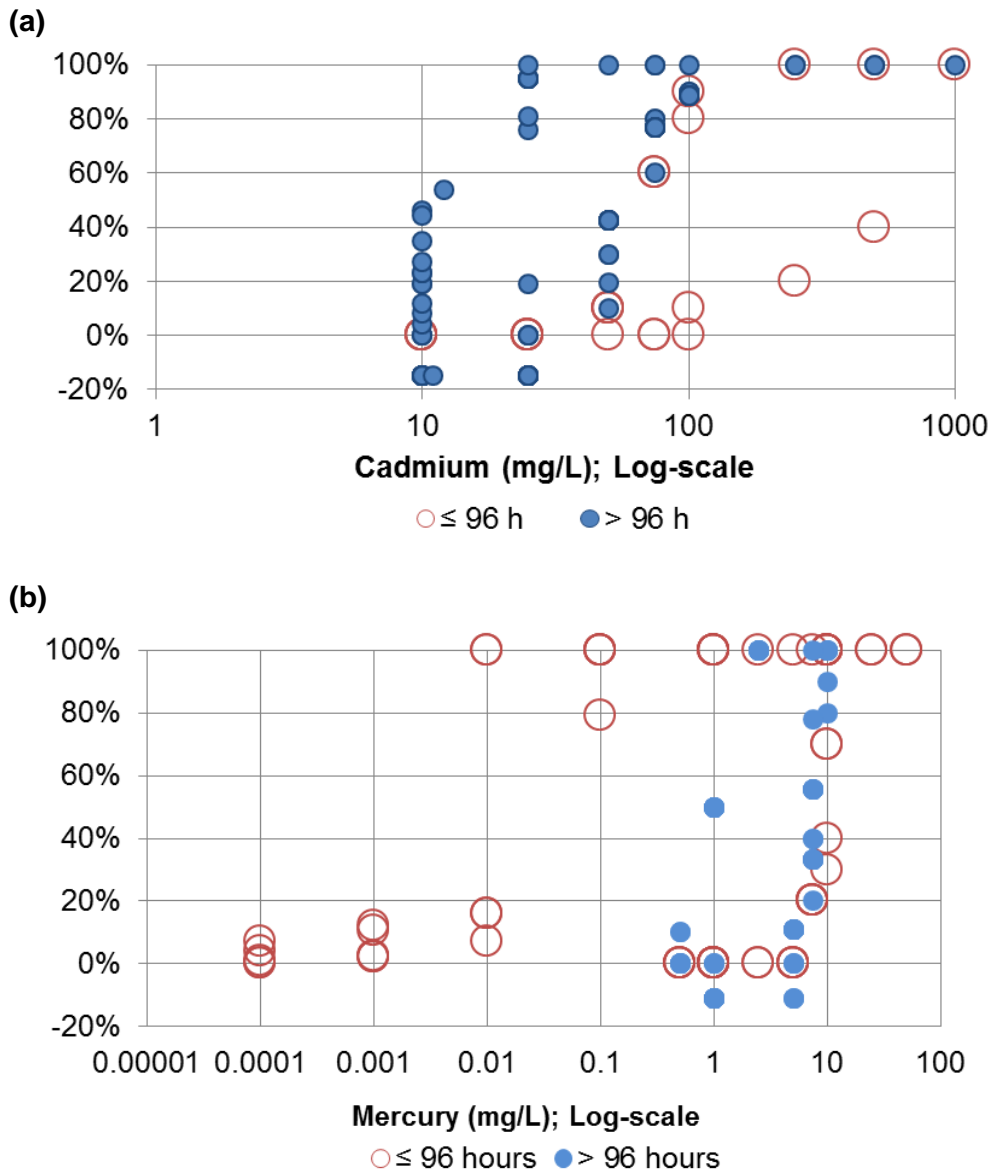 (a)
100%
80%
60%
40%
20%
0%
-20%
1 10 100 1000
Cadmium (mg/L); Log-scale
≤ 96 h > 96 h
(b)
100%
80%
60%
40%
20%
0%
-20%
0.00001 0.0001 0.001 0.01 0.1 1 10 100
Mercury (mg/L); Log-scale
≤ 96 hours > 96 hours